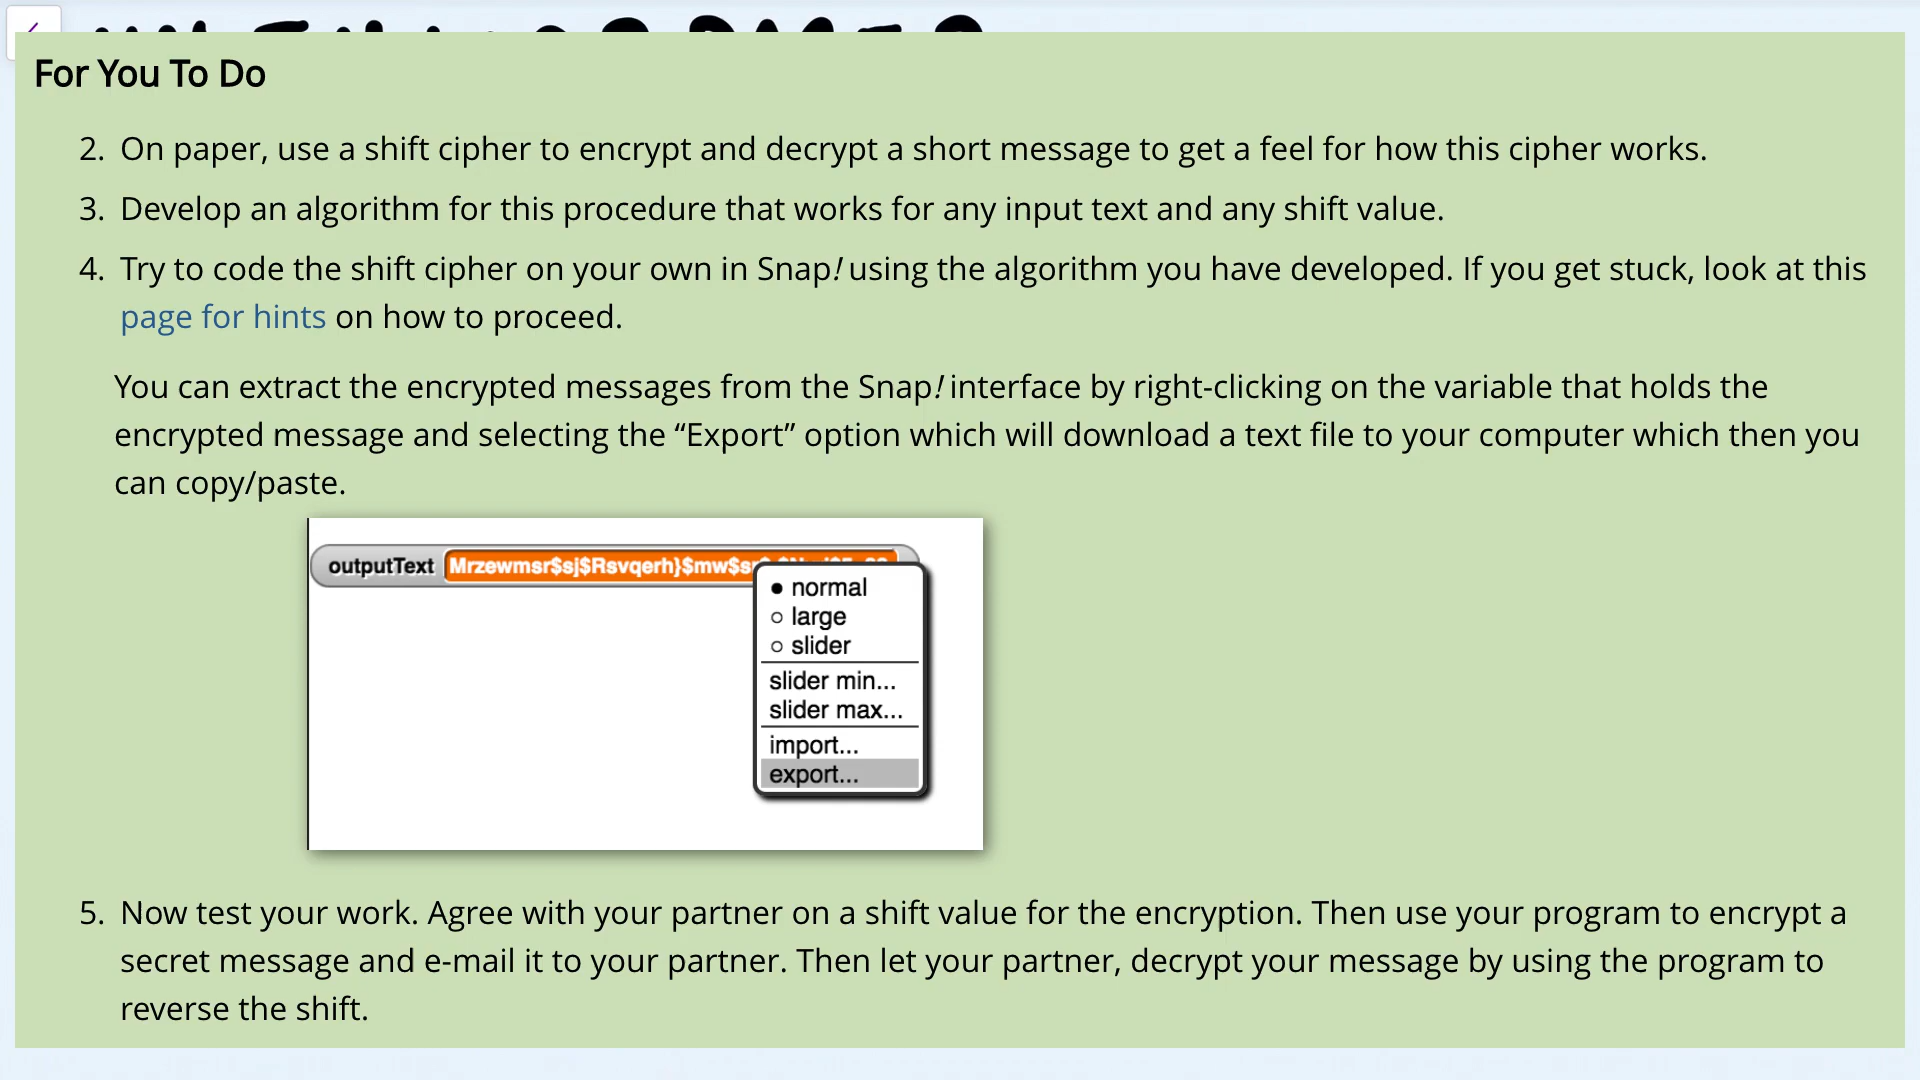 For You To Do
2. On paper, use a shift cipher to encrypt and decrypt a short message to get a feel for how this cipher works.
3. Develop an algorithm for this procedure that works for any input text and any shift value.
4. Try to code the shift cipher on your own in Snap! using the algorithm you have developed. If you get stuck, look at this
page for hints on how to proceed.
You can extract the encrypted messages from the Snap! interface by right-clicking on the variable that holds the
encrypted message and selecting the “Export” option which will download a text file to your computer which then you
can copy/paste.
outputText Mrzewmsr$sj$Rsvqerh}$mw$s
normal
large
slider
slider min...
slider max...
import...
export...
5. Now test your work. Agree with your partner on a shift value for the encryption. Then use your program to encrypt a
secret message and e-mail it to your partner. Then let your partner, decrypt your message by using the program to
reverse the shift.